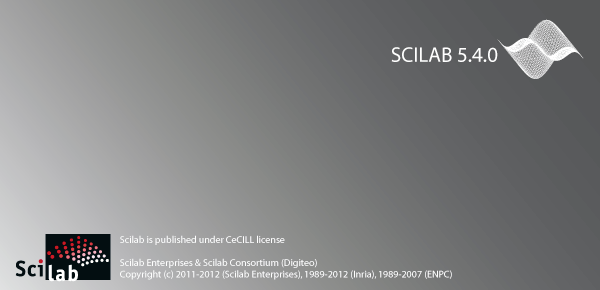 SCILAB 5.4.0
Scilab
Scilab is published under CeCILL license
Scilab Enterprises & Scilab Consortium (Digiteo)
Copyright (c) 2011-2012 (Scilab Enterprises), 1989-2012 (Inria), 1989-2007 (ENPC)